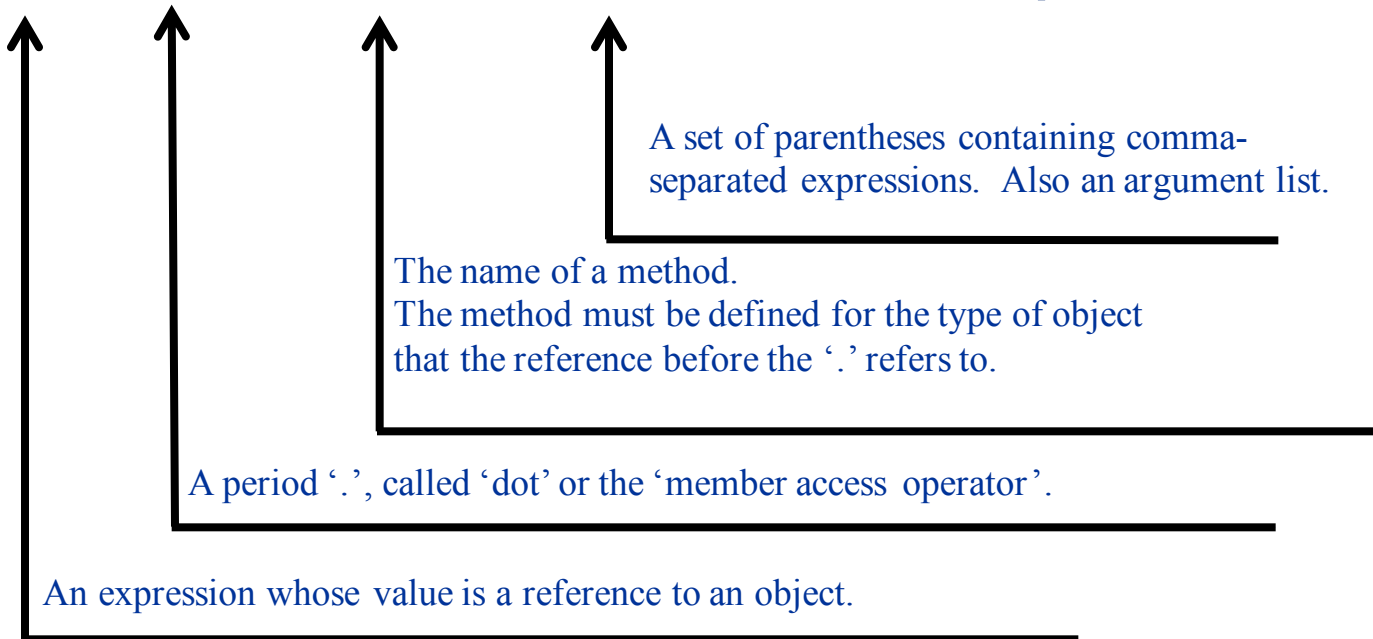 A set of parentheses containing comma-
separated expressions. Also an argument list.
The name of a method.
The method must be defined for the type of object
that the reference before the ‘.’ refers to.
A period ‘.’, called ‘dot’ or the ‘member access operator’.
An expression whose value is a reference to an object.